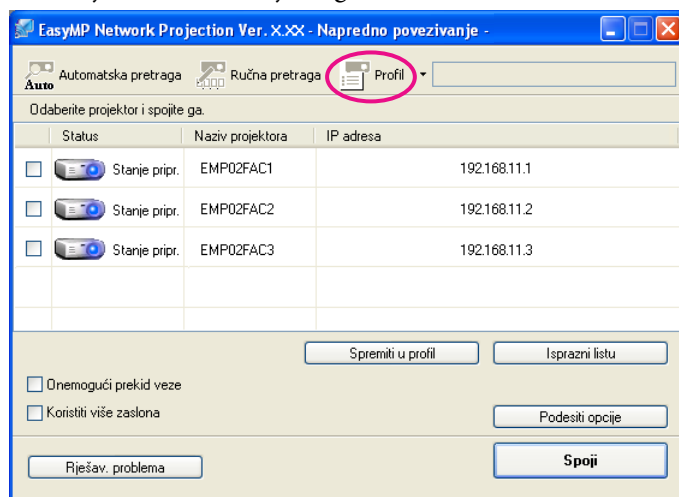 EasyMP Network Projection Ver. X.XX - Napredno povezivanje -
Auto Automatska pretraga Ručna pretraga Profil
Odaberite projektor i spojite ga.
Status Naziv projektora IP adresa
Stanje pripr. EMP02FAC1 192.168.11.1
Stanje pripr. EMP02FAC2 192.168.11.2
Stanje pripr. EMP02FAC3 192.168.11.3
Spremiti u profil Isprazni listu
Onemogući prekid veze
Koristiti više zaslona
Podesiti opcije
Rješav. problema Spoji